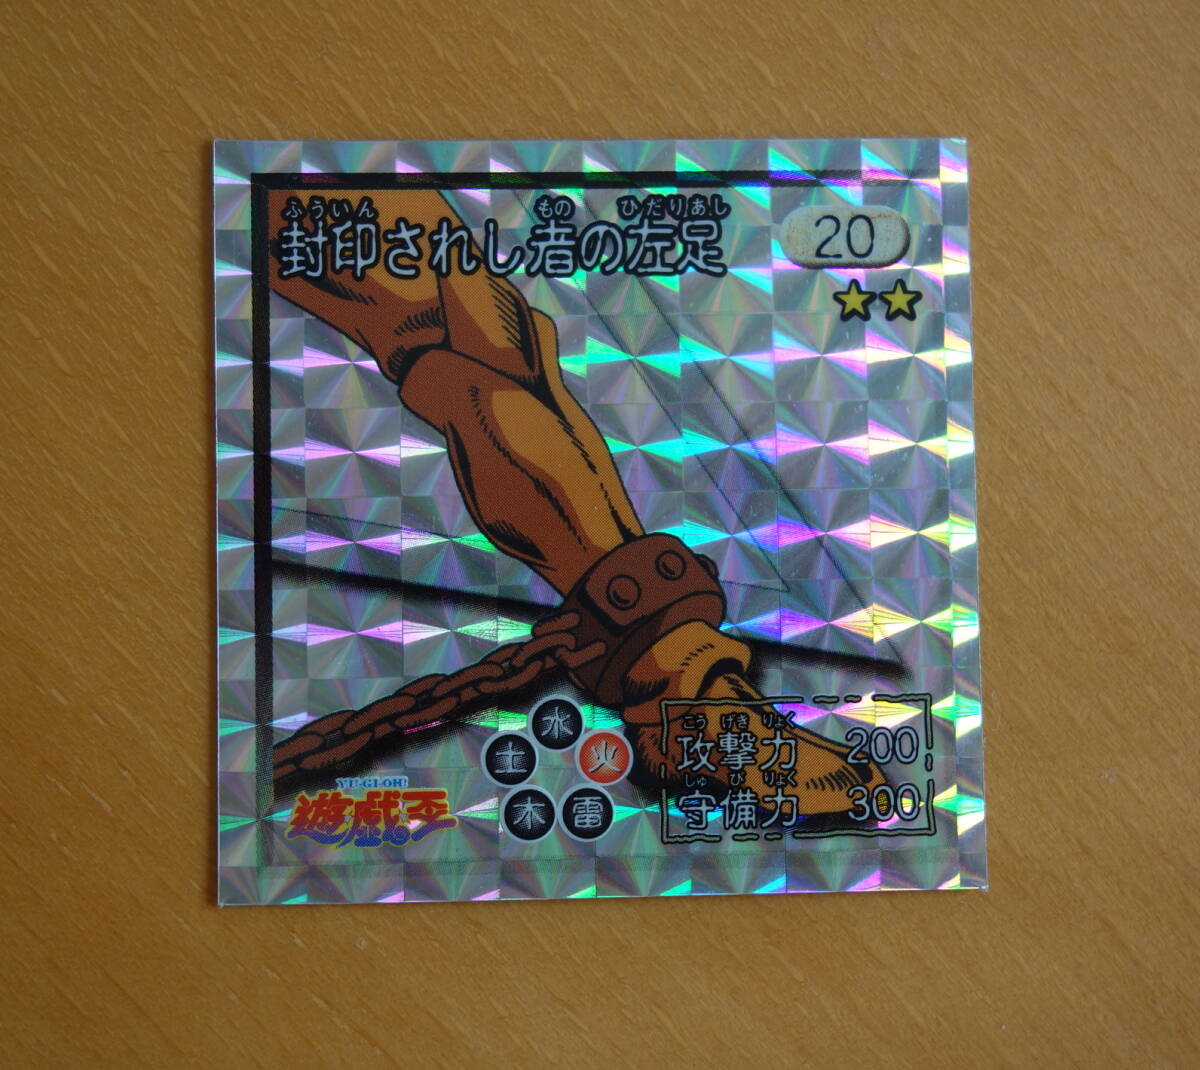 ふういん もの ひだりあし
封印されし者の左足 20
水
土 火
木 雷
こう げき りょく
攻撃力 200
しゅ び りょく
守備力 300
YU-GI-OH!
遊戯王